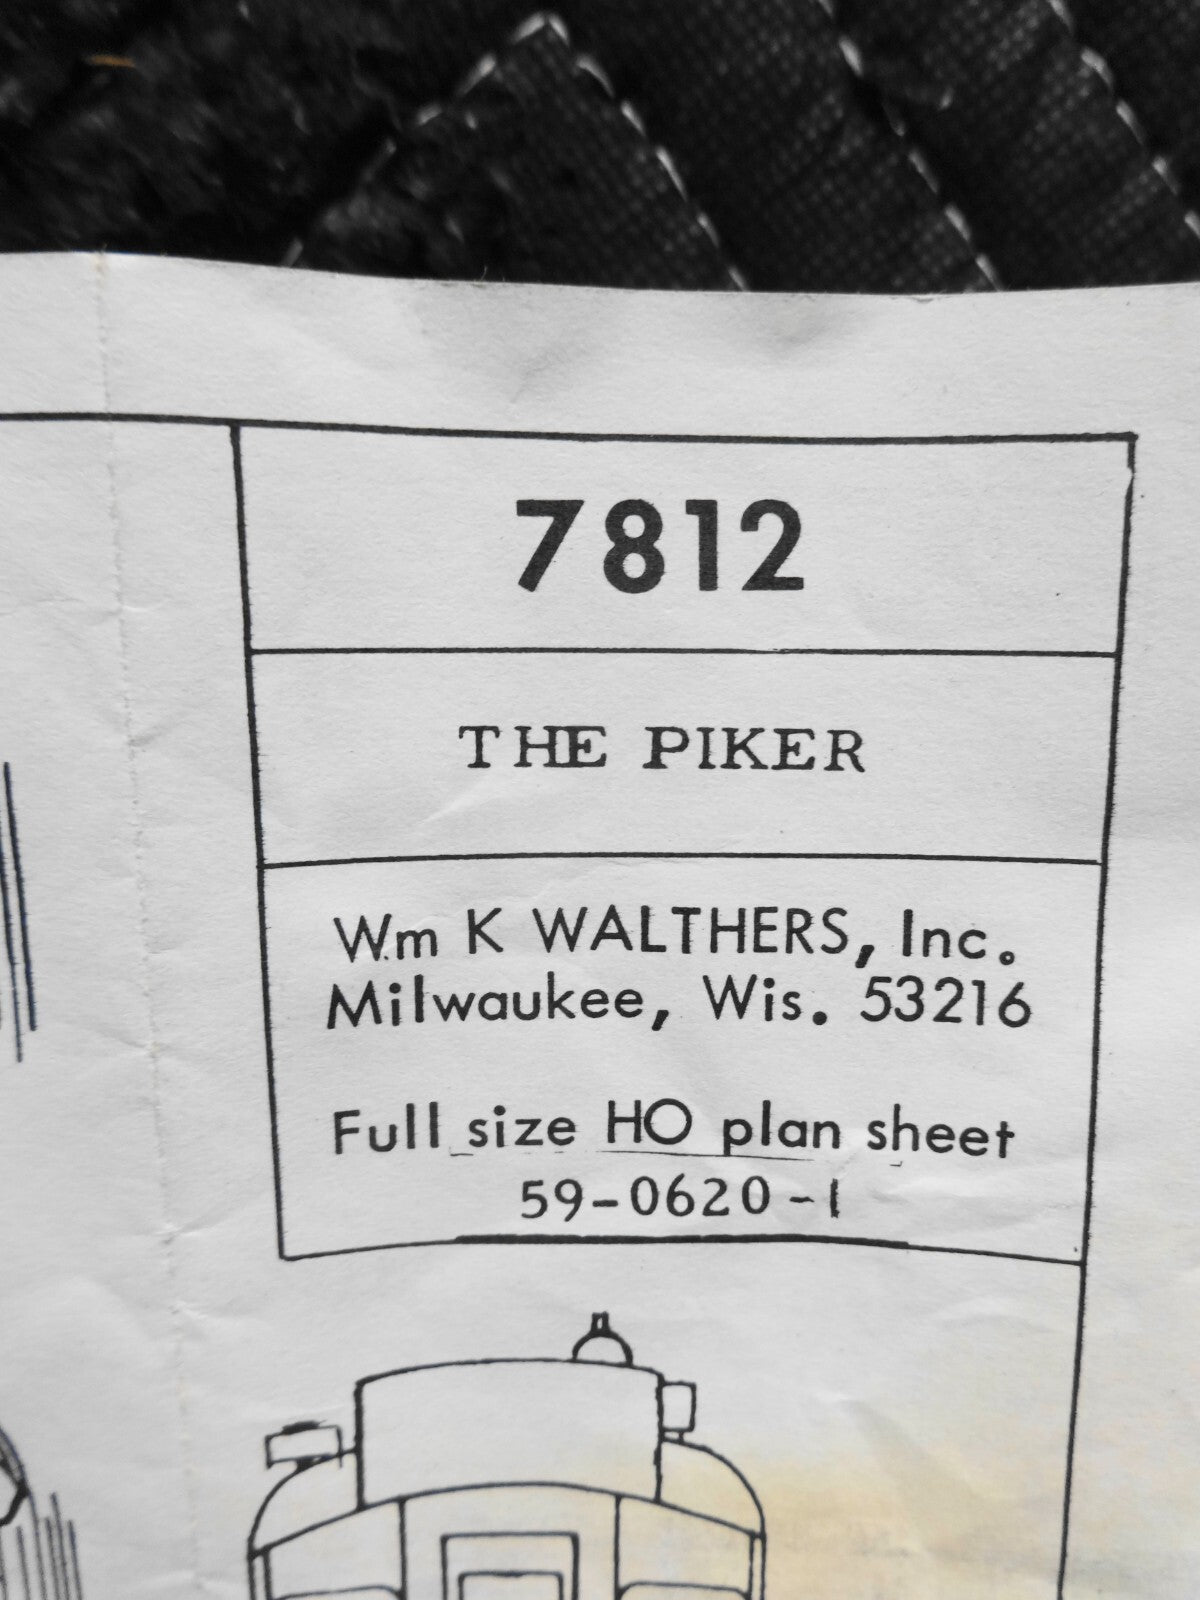 7812
THE PIKER
Wm K WALTHERS, Inc.
Milwaukee, Wis. 53216
Full size HO plan sheet
59-0620-1